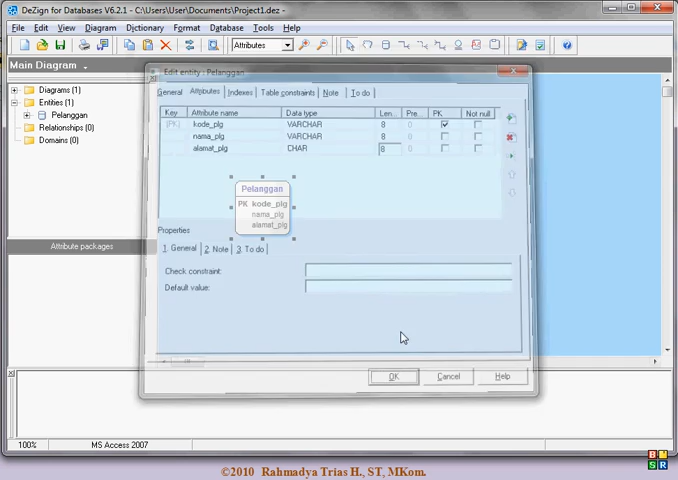 DeZign for Databases V6.2.1 - C:\Users\User\Documents\Project1.dez -
File Edit View Diagram Dictionary Format Database Tools Help
Attributes
Main Diagram
Diagrams (1)
Entities (1)
Pelanggan
Relationships (0)
Domains (0)
Attribute packages
Edit entity : Pelanggan
General Attributes Indexes Table constraints Note To do
Key Attribute name Data type Len... Pre... PK Not null
(PK) kode_plg VARCHAR 8 0
nama_plg VARCHAR 8 0
alamat_plg CHAR 8 0
Pelanggan
PK kode_plg
nama_plg
alamat_plg
Properties
1. General 2. Note 3. To do
Check constraint:
Default value:
OK Cancel Help
100% MS Access 2007
©2010 Rahmadya Trias H., ST, MKom.
B
S R